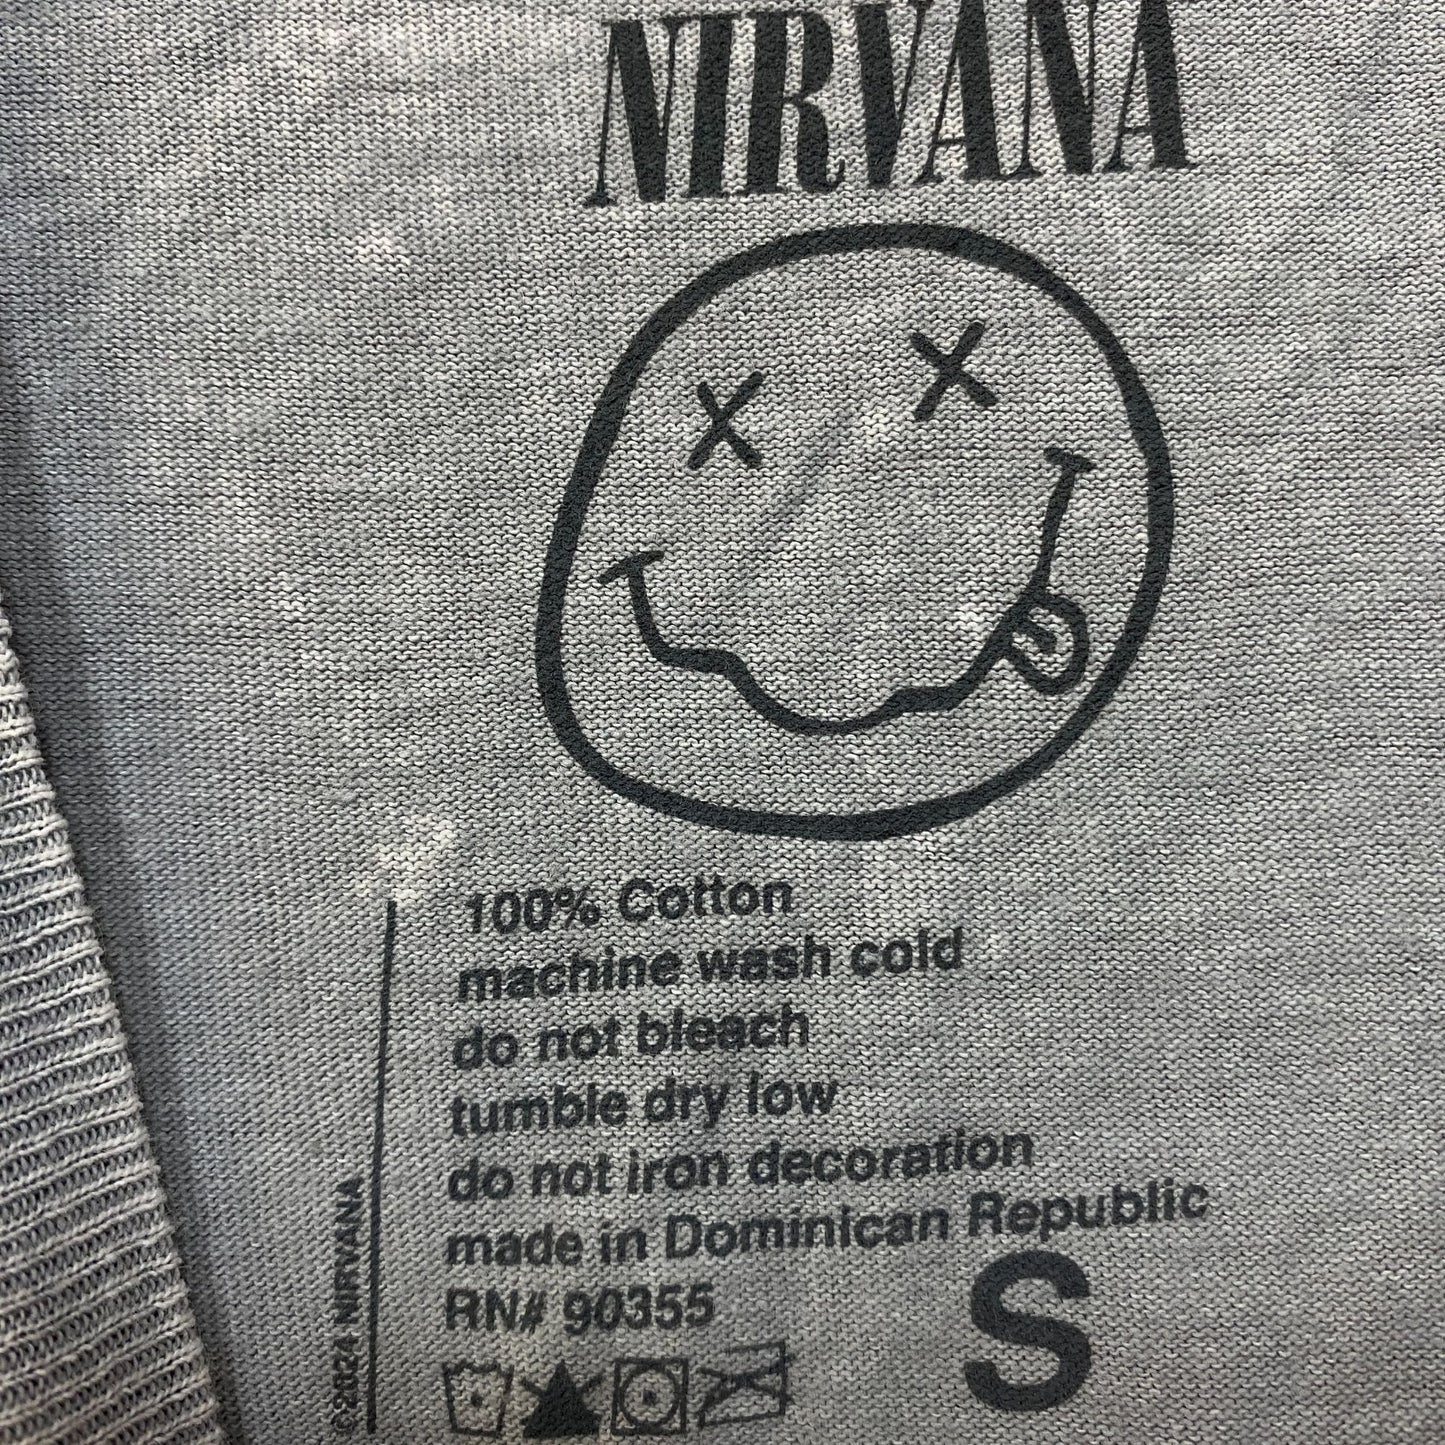 NIRVANA
100% Cotton
machine wash cold
do not bleach
tumble dry low
do not iron decoration
made in Dominican Republic
RN# 90355
S
©2024 NIRVANA